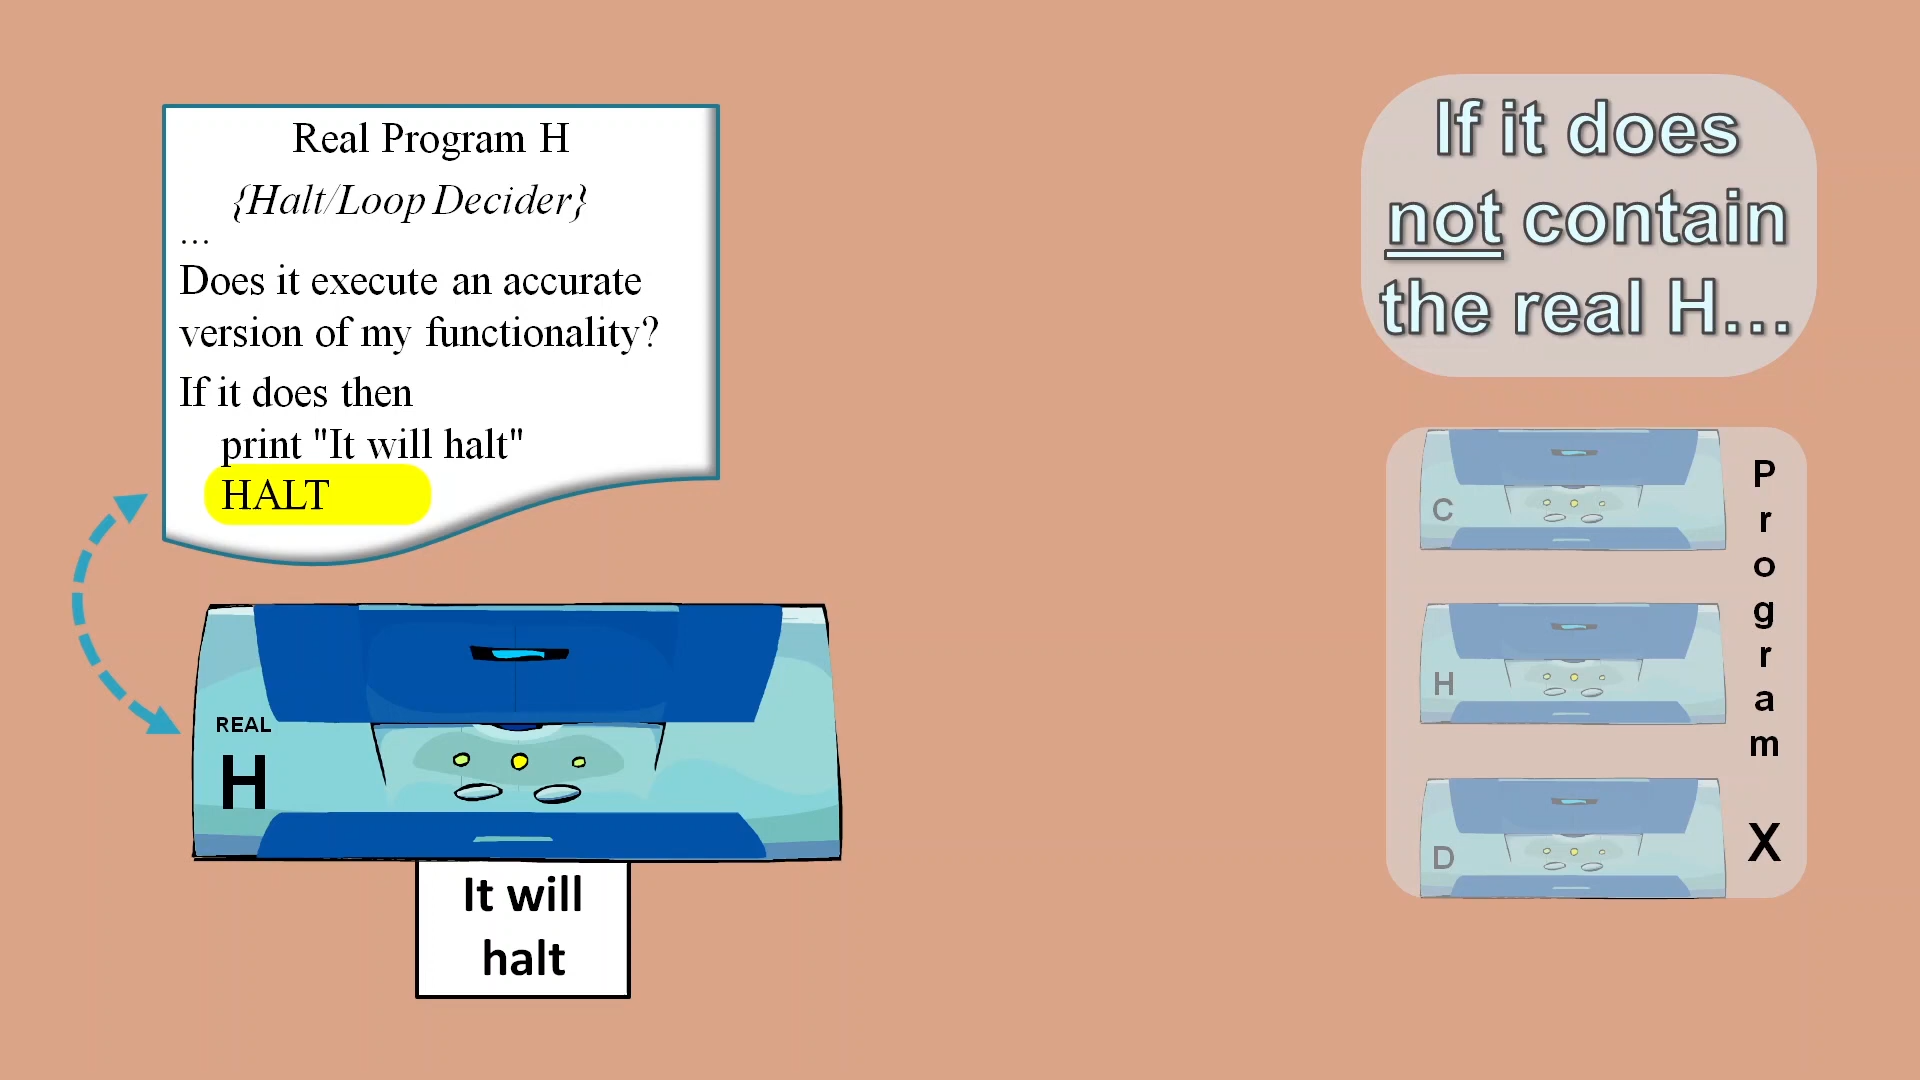 Real Program H
{Halt/Loop Decider}
...
Does it execute an accurate
version of my functionality?
If it does then
print "It will halt"
HALT
REAL
H
It will
halt
If it does
not contain
the real H...
C
H
D
Program X